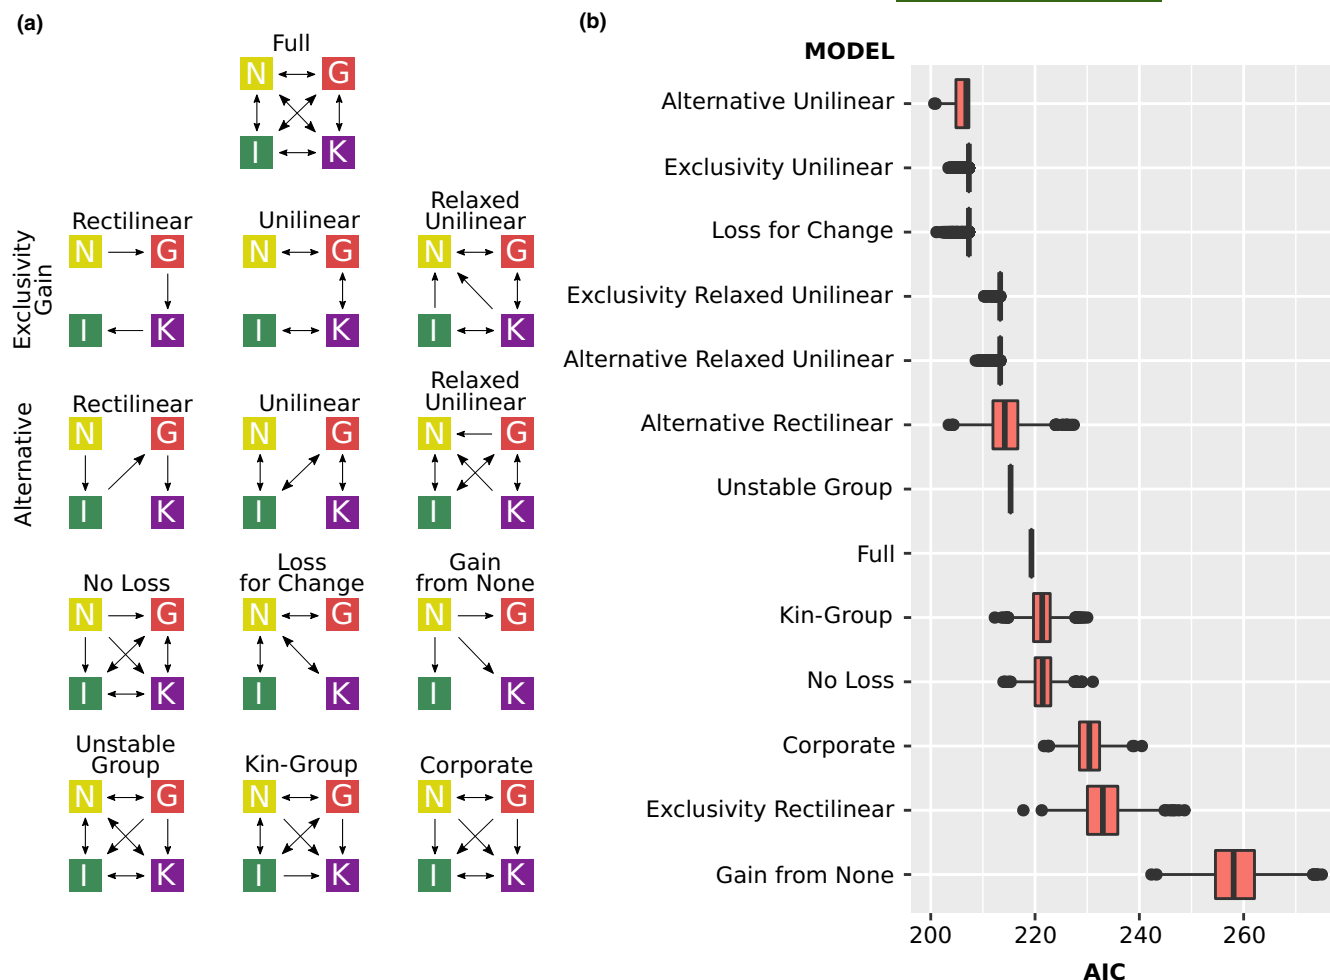 (a)
Full
N G
I K
Exclusivity
Gain
Rectilinear
N G
I K
Unilinear
N G
I K
Relaxed
Unilinear
N G
I K
Alternative
Rectilinear
N G
I K
Unilinear
N G
I K
Relaxed
Unilinear
N G
I K
No Loss
N G
I K
Loss
for Change
N G
I K
Gain
from None
N G
I K
Unstable
Group
N G
I K
Kin-Group
N G
I K
Corporate
N G
I K
(b)
MODEL
Alternative Unilinear
Exclusivity Unilinear
Loss for Change
Exclusivity Relaxed Unilinear
Alternative Relaxed Unilinear
Alternative Rectilinear
Unstable Group
Full
Kin-Group
No Loss
Corporate
Exclusivity Rectilinear
Gain from None
200 220 240 260
AIC